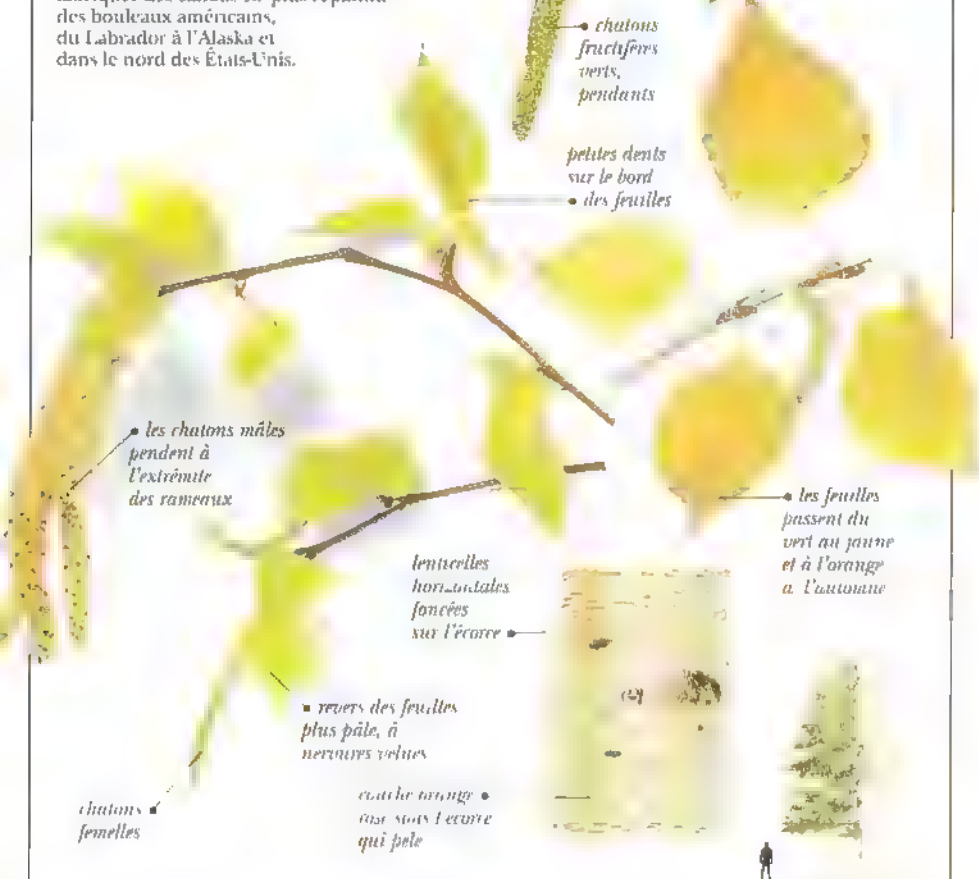 des bouleaux américains,
du Labrador à l'Alaska et
dans le nord des États-Unis.
chatons
fructifères
verts,
pendants
petites dents
sur le bord
des feuilles
les chatons mâles
pendent à
l'extrémite
des rameaux
les feuilles
passent du
vert au jaune
et à l'orange
a l'automne
lenticelles
horizontales
foncées
sur l'écorce
revers des feuilles
plus pâle, à
nervures velues
couche orange
rose sous l'ecorce
qui pele
chatons
femelles